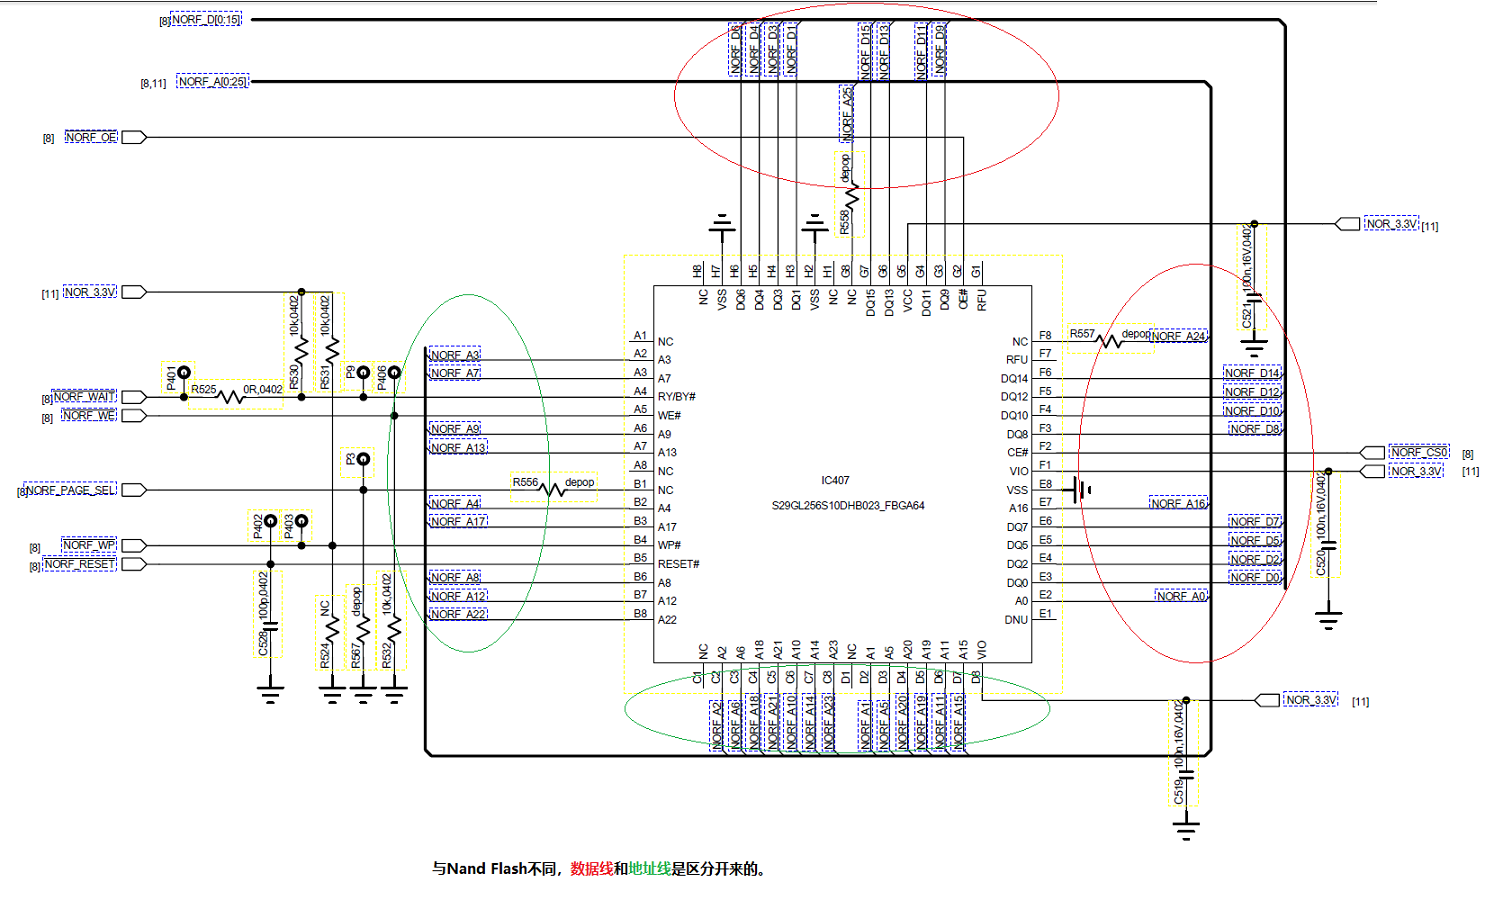 [8] NORF_D[0:15]
NORF_D6
NORF_D4
NORF_D3
NORF_D1
NORF_D15
NORF_D13
NORF_D11
NORF_D9
[8,11] NORF_A[0:25]
NORF_A25
[8] NORF_OE
depop
R558
NOR_3.3V [11]
100n,16V,0402
C521
H8 H7 H6 H5 H4 H3 H2 H1 G8 G7 G6 G5 G4 G3 G2 G1
NC VSS DQ6 DQ4 DQ3 DQ1 VSS NC NC DQ15 DQ13 VCC DQ11 DQ9 OE# RFU
[11] NOR_3.3V
10k,0402
R530
10k,0402
R531
P401
R525 0R,0402
P9
P406
[8] NORF_WAIT
[8] NORF_WE
P3
[8] NORF_PAGE_SEL
R556 depop
P402
P403
[8] NORF_WP
[8] NORF_RESET
100p,0402
C528
NC
R524
depop
R567
10k,0402
R532
NORF_A3
NORF_A7
NORF_A9
NORF_A13
NORF_A4
NORF_A17
NORF_A8
NORF_A12
NORF_A22
A1 NC
A2 A3
A3 A7
A4 RY/BY#
A5 WE#
A6 A9
A7 A13
A8 NC
B1 NC
B2 A4
B3 A17
B4 WP#
B5 RESET#
B6 A8
B7 A12
B8 A22
IC407
S29GL256S10DHB023_FBGA64
NC F8
RFU F7
DQ14 F6
DQ12 F5
DQ10 F4
DQ8 F3
CE# F2
VIO F1
VSS E8
A16 E7
DQ7 E6
DQ5 E5
DQ2 E4
DQ0 E3
A0 E2
DNU E1
R557 depop NORF_A24
NORF_D14
NORF_D12
NORF_D10
NORF_D8
NORF_CS0 [8]
NOR_3.3V [11]
NORF_A16
NORF_D7
NORF_D5
NORF_D2
NORF_D0
NORF_A0
100n,16V,0402
C520
NC A2 A6 A18 A21 A10 A14 A23 NC A1 A5 A20 A19 A11 A15 VIO
C1 C2 C3 C4 C5 C6 C7 C8 D1 D2 D3 D4 D5 D6 D7 D8
NORF_A2
NORF_A6
NORF_A18
NORF_A21
NORF_A10
NORF_A14
NORF_A23
NORF_A1
NORF_A5
NORF_A20
NORF_A19
NORF_A11
NORF_A15
NOR_3.3V [11]
100n,16V,0402
C519
与Nand Flash不同，数据线和地址线是区分开来的。